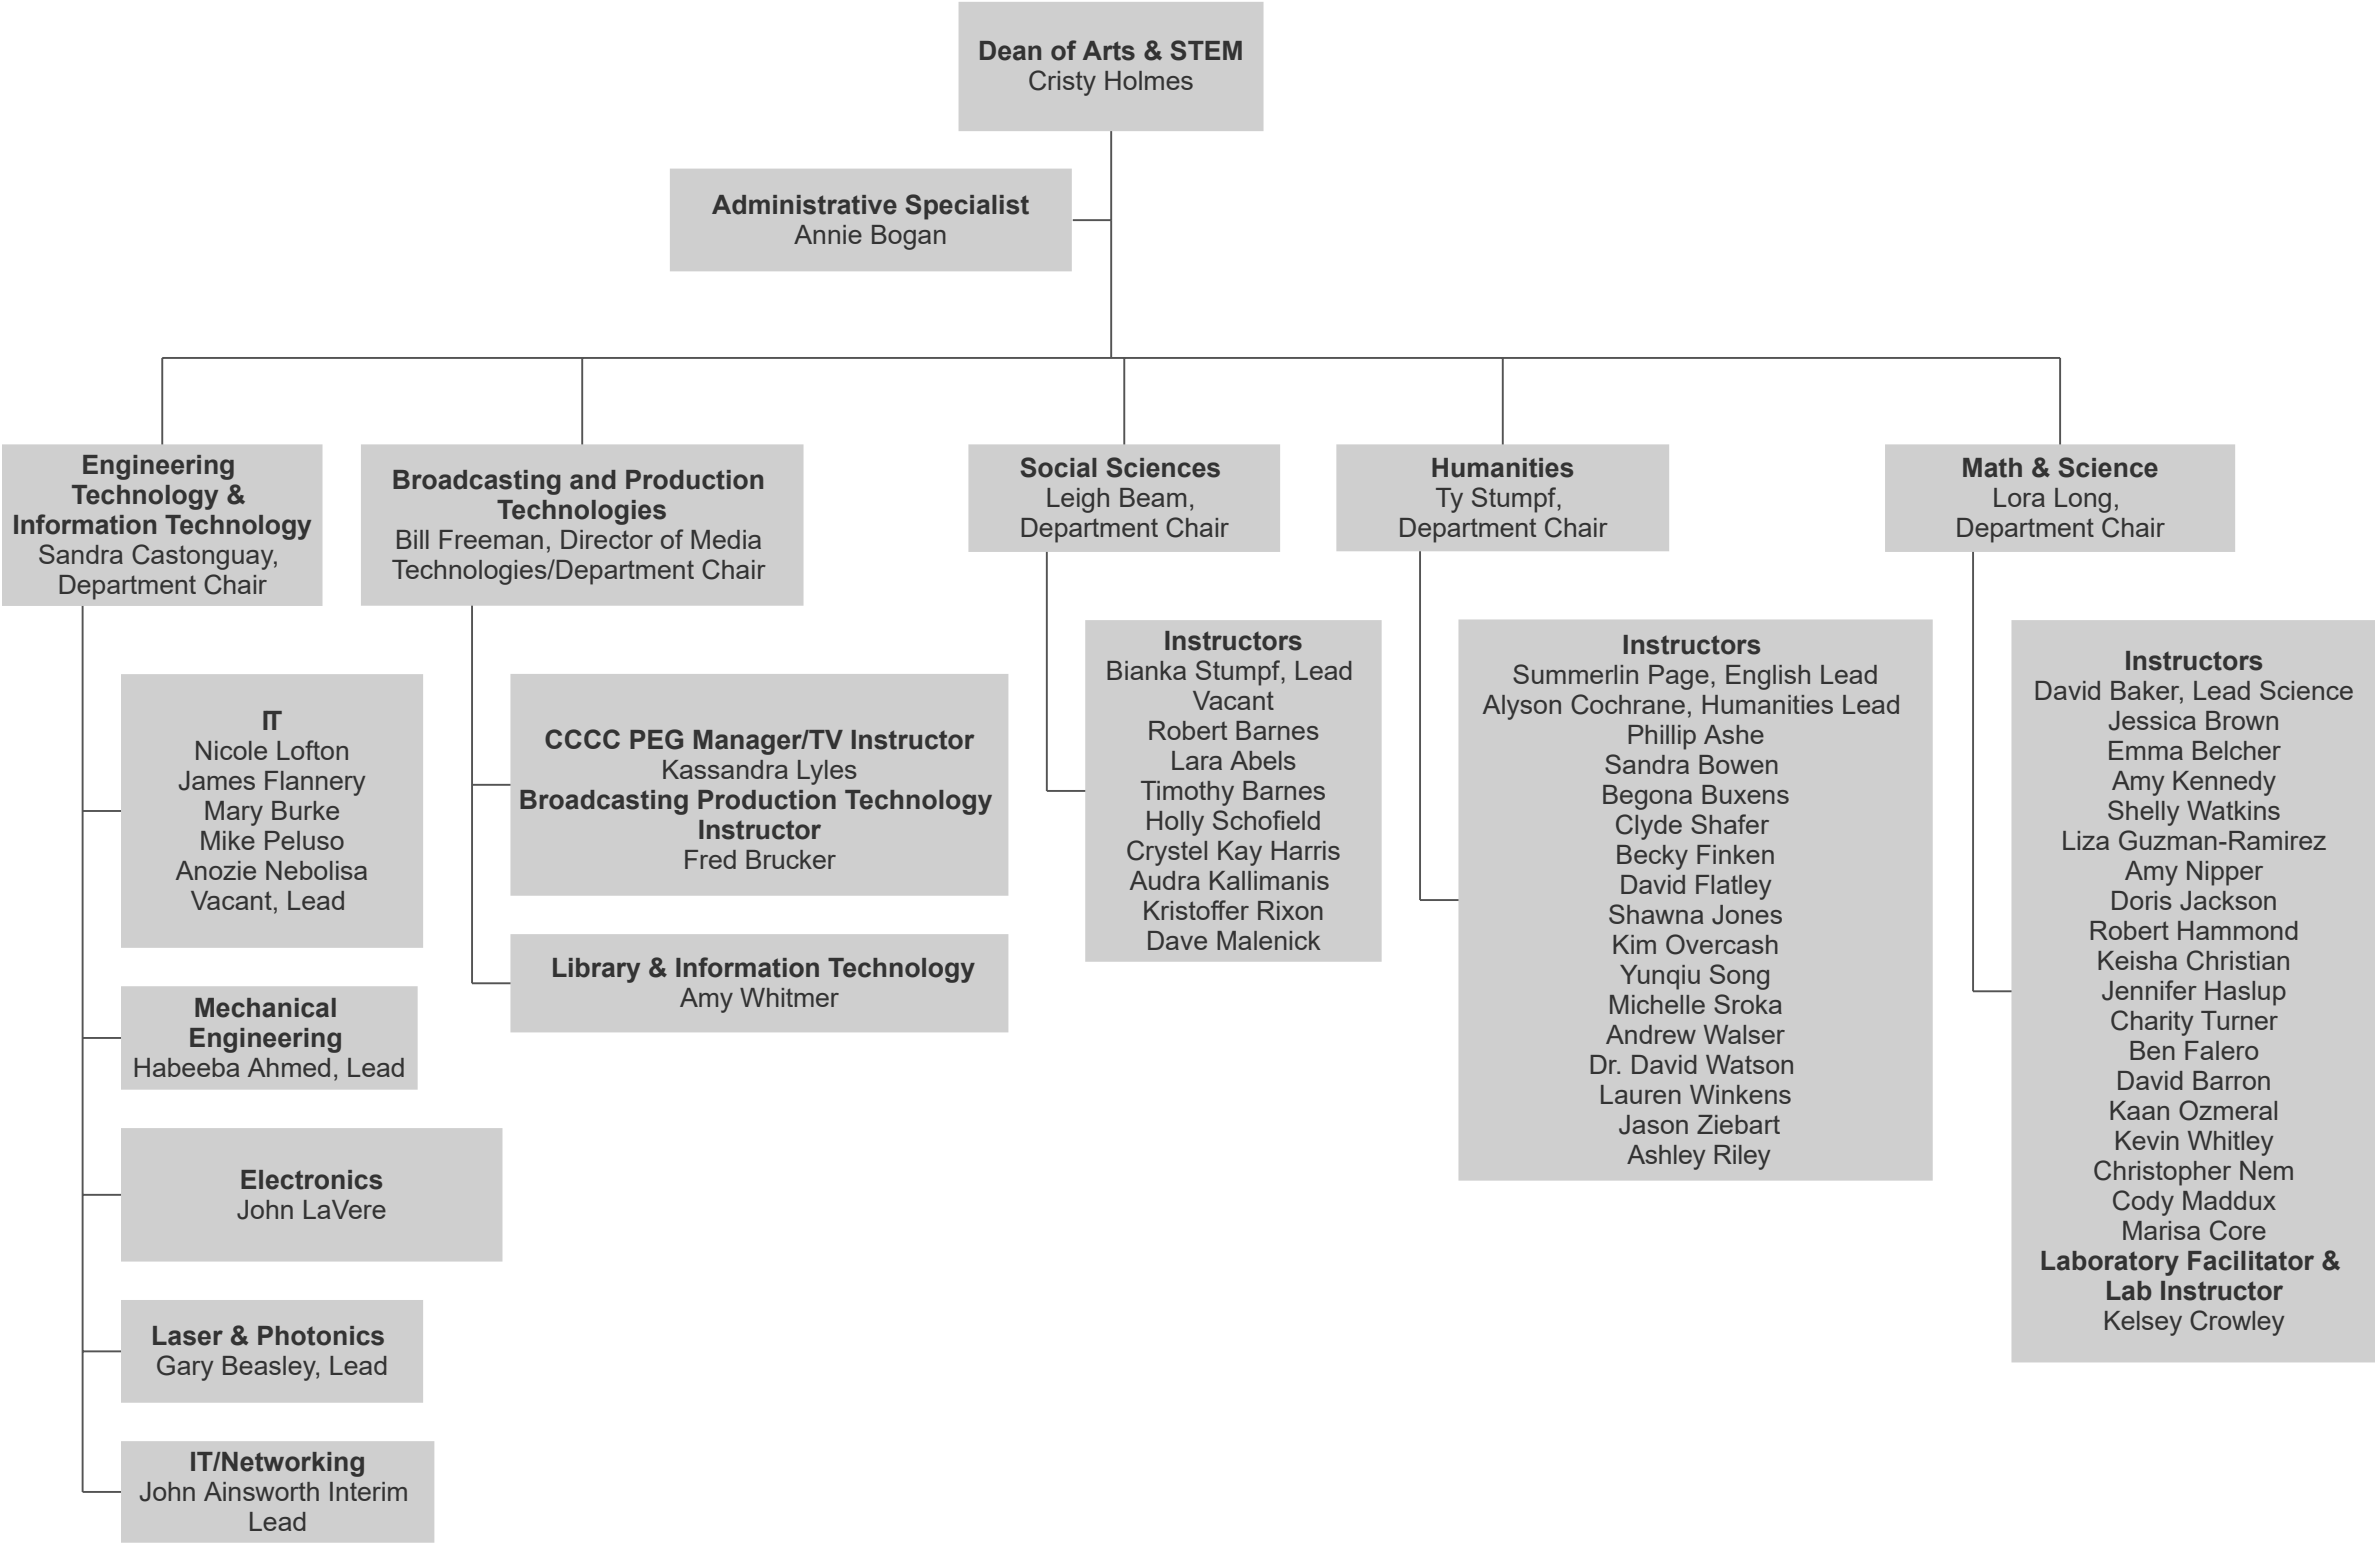 Dean of Arts & STEM
Cristy Holmes
Administrative Specialist
Annie Bogan
Engineering
Technology &
Information Technology
Sandra Castonguay,
Department Chair
IT
Nicole Lofton
James Flannery
Mary Burke
Mike Peluso
Anozie Nebolisa
Vacant, Lead
Mechanical
Engineering
Habeeba Ahmed, Lead
Electronics
John LaVere
Laser & Photonics
Gary Beasley, Lead
IT/Networking
John Ainsworth Interim
Lead
Broadcasting and Production
Technologies
Bill Freeman, Director of Media
Technologies/Department Chair
CCCC PEG Manager/TV Instructor
Kassandra Lyles
Broadcasting Production Technology
Instructor
Fred Brucker
Library & Information Technology
Amy Whitmer
Social Sciences
Leigh Beam,
Department Chair
Instructors
Bianka Stumpf, Lead
Vacant
Robert Barnes
Lara Abels
Timothy Barnes
Holly Schofield
Crystel Kay Harris
Audra Kallimanis
Kristoffer Rixon
Dave Malenick
Humanities
Ty Stumpf,
Department Chair
Instructors
Summerlin Page, English Lead
Alyson Cochrane, Humanities Lead
Phillip Ashe
Sandra Bowen
Begona Buxens
Clyde Shafer
Becky Finken
David Flatley
Shawna Jones
Kim Overcash
Yunqiu Song
Michelle Sroka
Andrew Walser
Dr. David Watson
Lauren Winkens
Jason Ziebart
Ashley Riley
Math & Science
Lora Long,
Department Chair
Instructors
David Baker, Lead Science
Jessica Brown
Emma Belcher
Amy Kennedy
Shelly Watkins
Liza Guzman-Ramirez
Amy Nipper
Doris Jackson
Robert Hammond
Keisha Christian
Jennifer Haslup
Charity Turner
Ben Falero
David Barron
Kaan Ozmeral
Kevin Whitley
Christopher Nem
Cody Maddux
Marisa Core
Laboratory Facilitator &
Lab Instructor
Kelsey Crowley